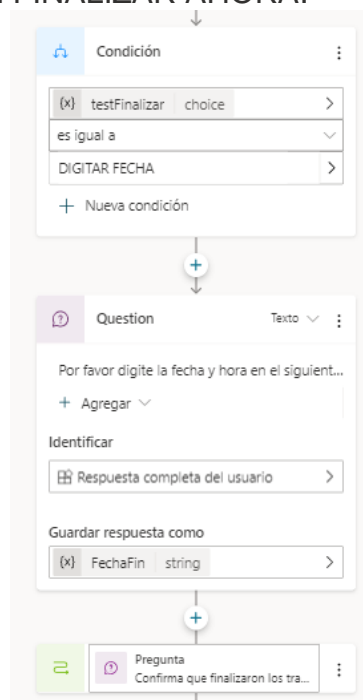 FINALIZAR AHORA?
Condición
{x} testFinalizar choice
es igual a
DIGITAR FECHA
+ Nueva condición
Question Texto
Por favor digite la fecha y hora en el siguient...
+ Agregar
Identificar
Respuesta completa del usuario
Guardar respuesta como
{x} FechaFin string
Pregunta
Confirma que finalizaron los tra...